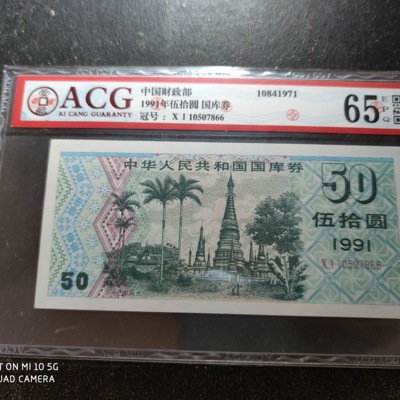 ACG
AI CANG GUARANTY
中国财政部
1991年伍拾圆 国库券
冠号: XI10507866
10841971
65
EPQ
中华人民共和国国库券
50
伍拾圆
1991
XI10507866
50
SHOT ON MI 10 5G
QUAD CAMERA